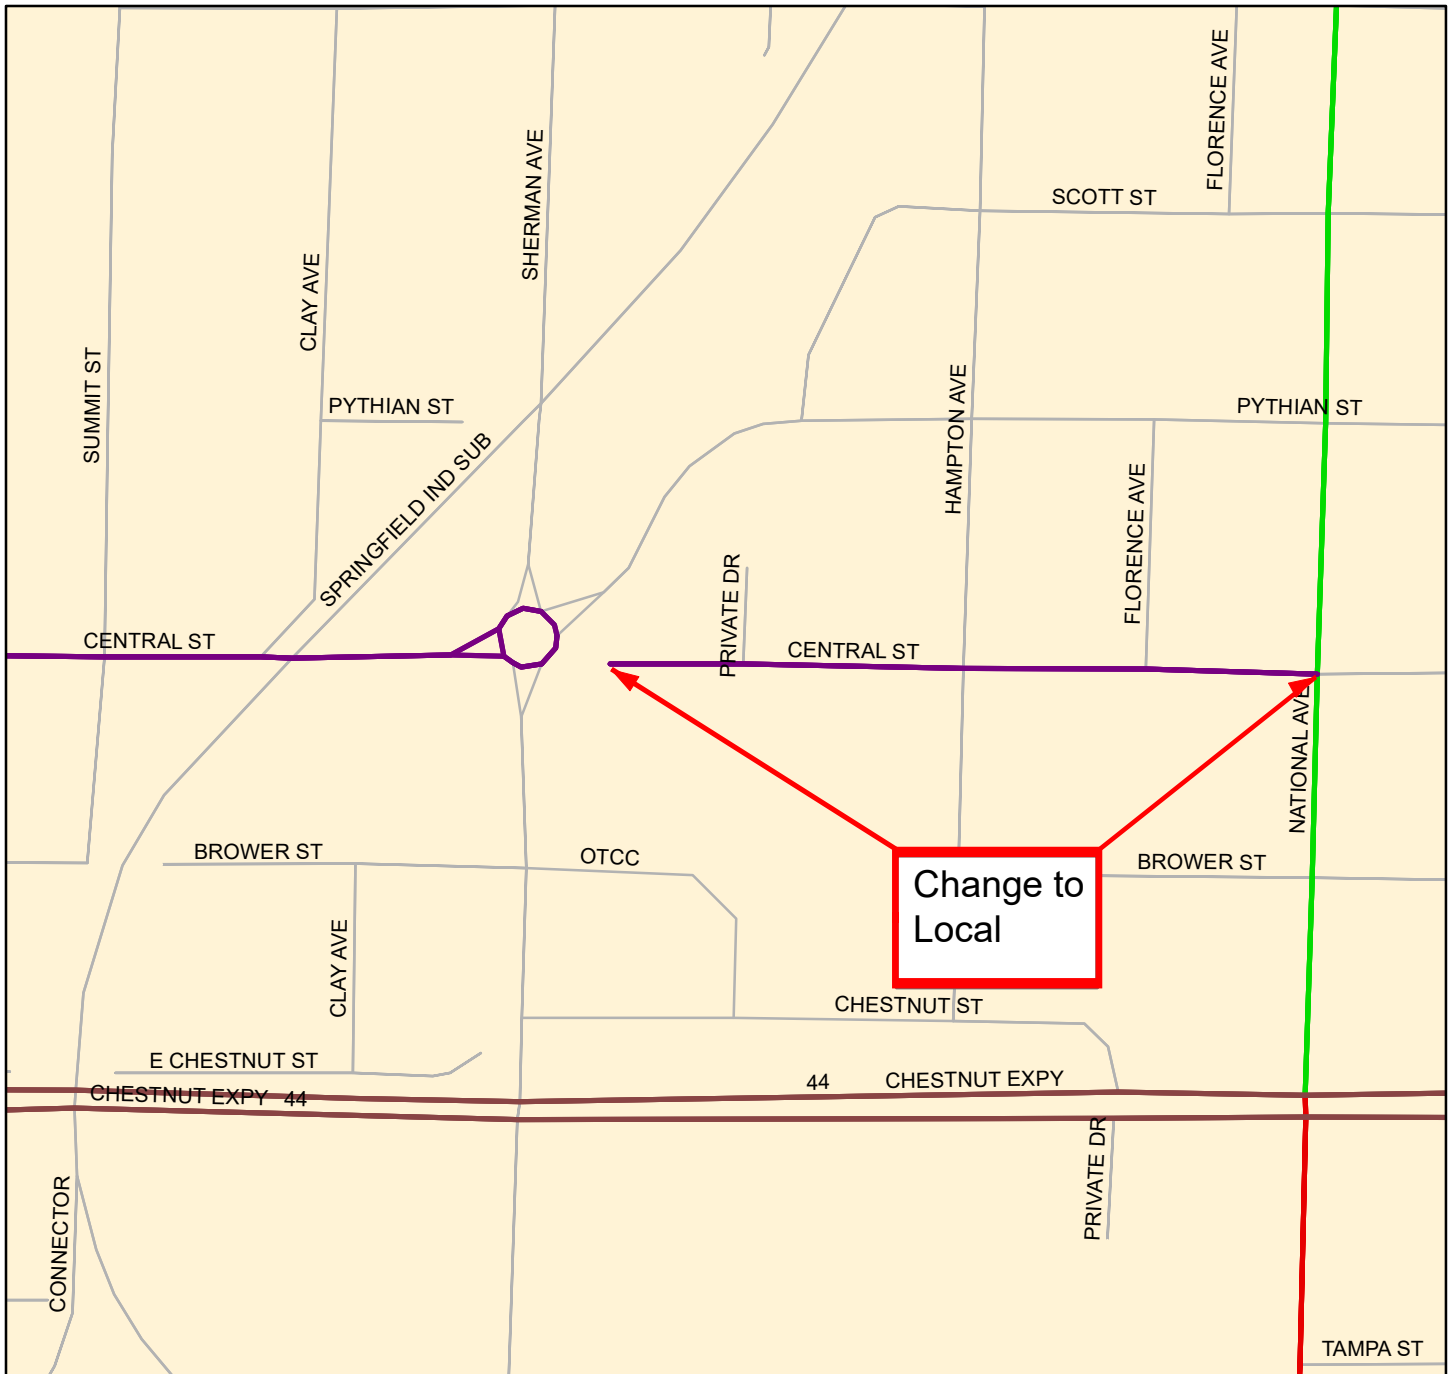 FLORENCE AVE
SHERMAN AVE
SCOTT ST
CLAY AVE
SUMMIT ST
PYTHIAN ST
HAMPTON AVE
PYTHIAN ST
SPRINGFIELD IND SUB
FLORENCE AVE
PRIVATE DR
CENTRAL ST
CENTRAL ST
NATIONAL AVE
BROWER ST
OTCC
BROWER ST
Change to
Local
CLAY AVE
CHESTNUT ST
E CHESTNUT ST
CHESTNUT EXPY 44
44 CHESTNUT EXPY
PRIVATE DR
CONNECTOR
TAMPA ST